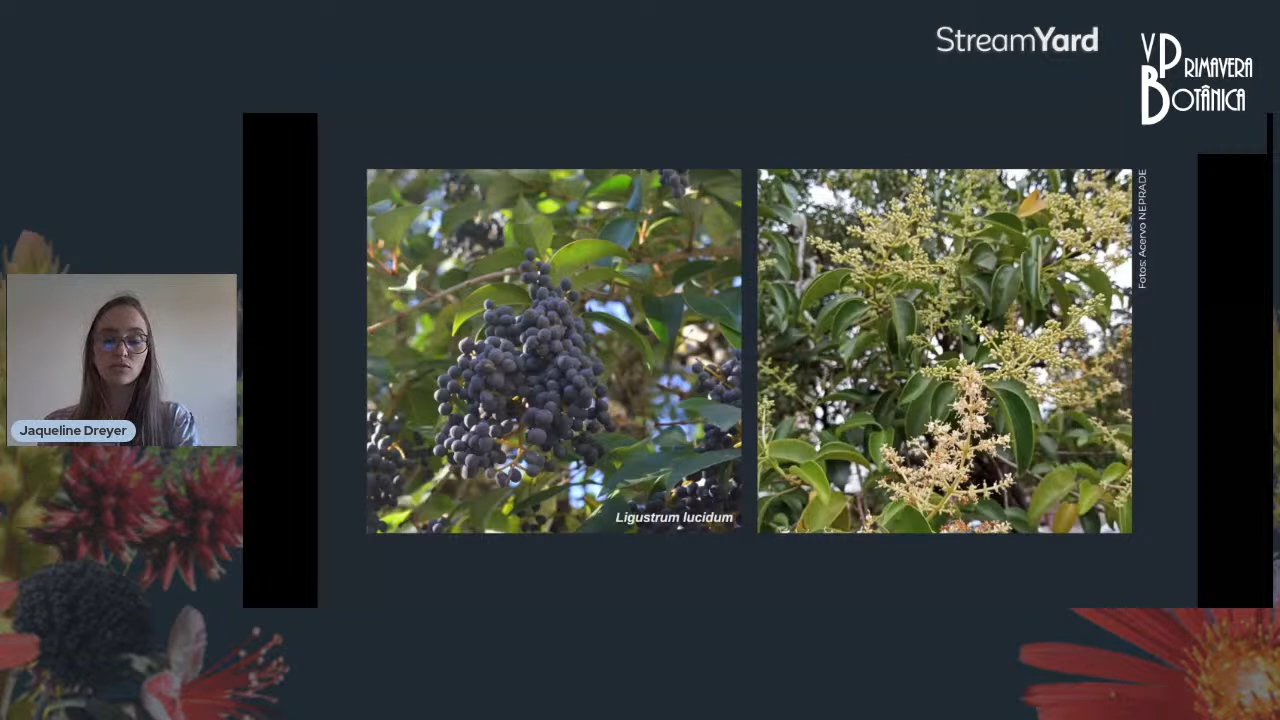 StreamYard
V PRIMAVERA
BOTÂNICA
Fotos: Acervo NEPRADE
Jaqueline Dreyer
Ligustrum lucidum